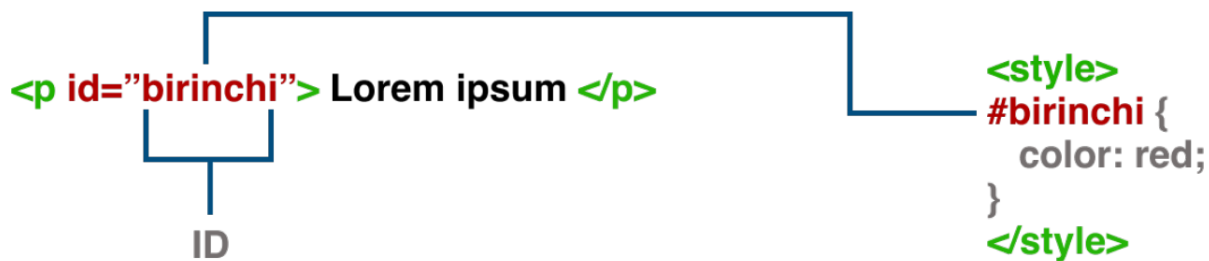 <p id=”birinchi”> Lorem ipsum </p>
ID
<style>
#birinchi {
color: red;
}
</style>